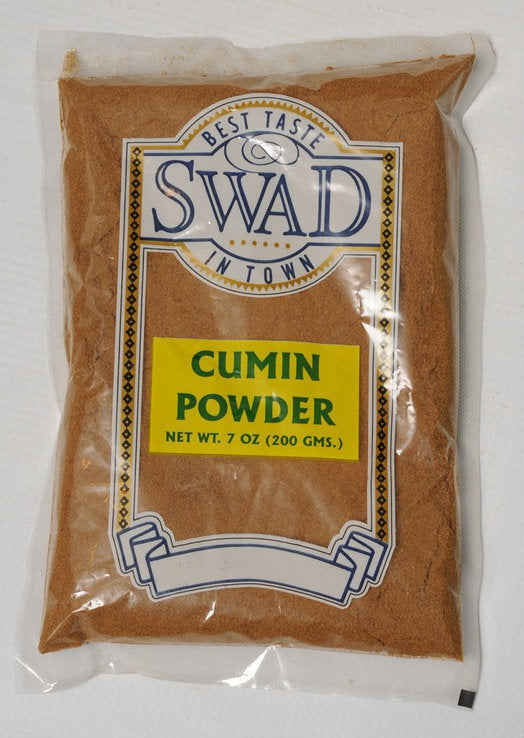 BEST TASTE
SWAD
IN TOWN
CUMIN
POWDER
NET WT. 7 OZ (200 GMS.)